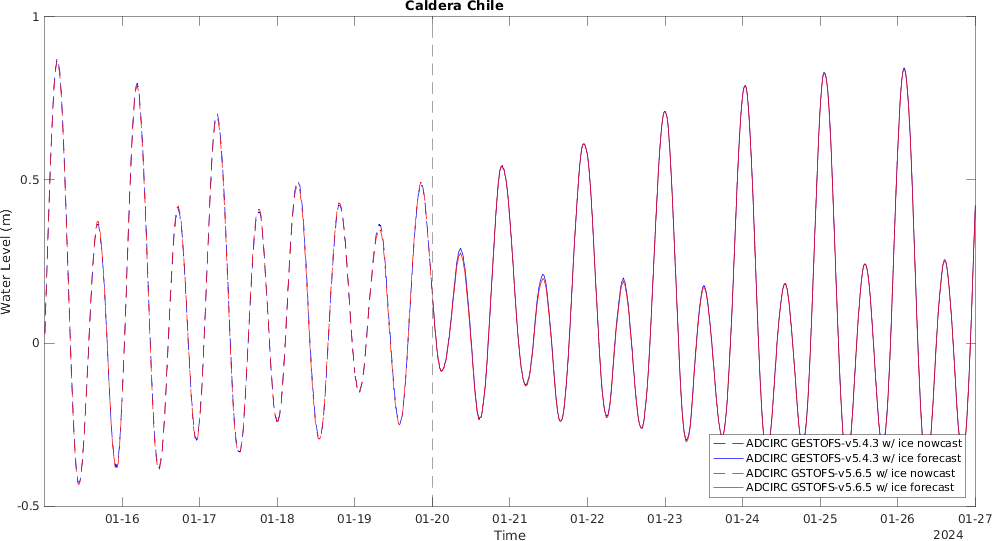 Caldera Chile
1
0.5
0
-0.5
Water Level (m)
ADCIRC GESTOFS-v5.4.3 w/ ice nowcast
ADCIRC GESTOFS-v5.4.3 w/ ice forecast
ADCIRC GSTOFS-v5.6.5 w/ ice nowcast
ADCIRC GSTOFS-v5.6.5 w/ ice forecast
01-16 01-17 01-18 01-19 01-20 01-21 01-22 01-23 01-24 01-25 01-26 01-27
Time
2024